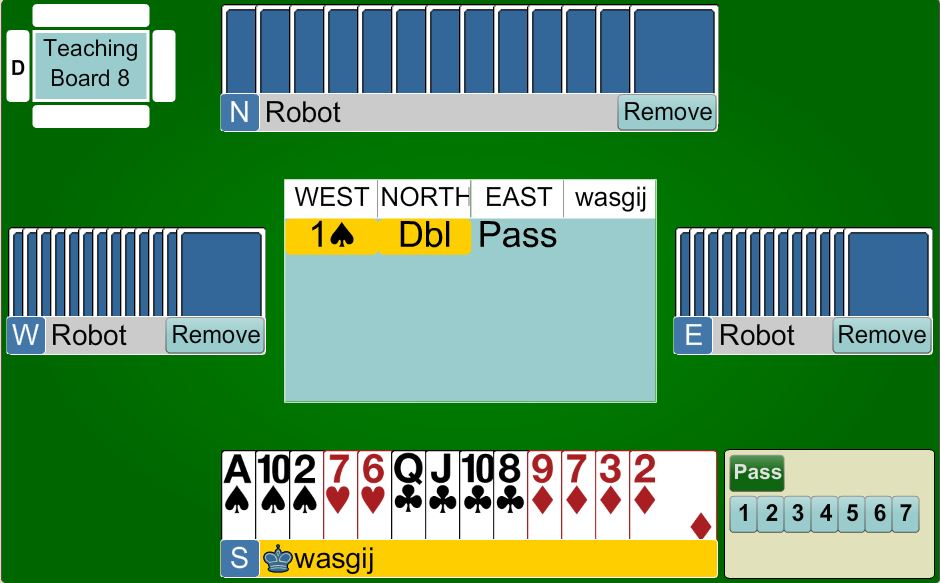 Teaching
D
Board 8
N Robot Remove
WEST NORTH EAST wasgij
1♠ Dbl Pass
W Robot Remove
E Robot Remove
A 10 2 7 6 Q J 10 8 9 7 3 2
♠ ♠ ♠ ♥ ♥ ♣ ♣ ♣ ♣ ♦ ♦ ♦ ♦
Pass
1 2 3 4 5 6 7
S wasgij